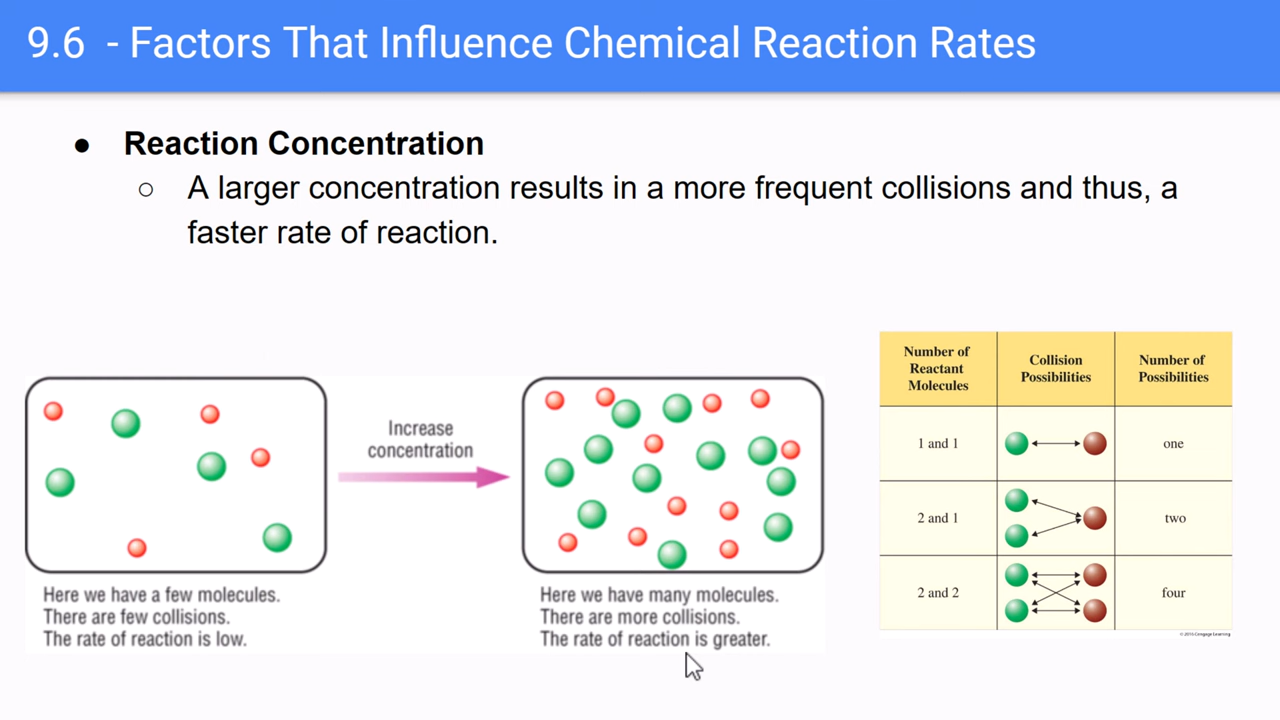 9.6 - Factors That Influence Chemical Reaction Rates
● Reaction Concentration
○ A larger concentration results in a more frequent collisions and thus, a
faster rate of reaction.
Increase
concentration
Here we have a few molecules.
There are few collisions.
The rate of reaction is low.
Here we have many molecules.
There are more collisions.
The rate of reaction is greater.
Number of
Reactant
Molecules
Collision
Possibilities
Number of
Possibilities
1 and 1
one
2 and 1
two
2 and 2
four
© 2016 Cengage Learning